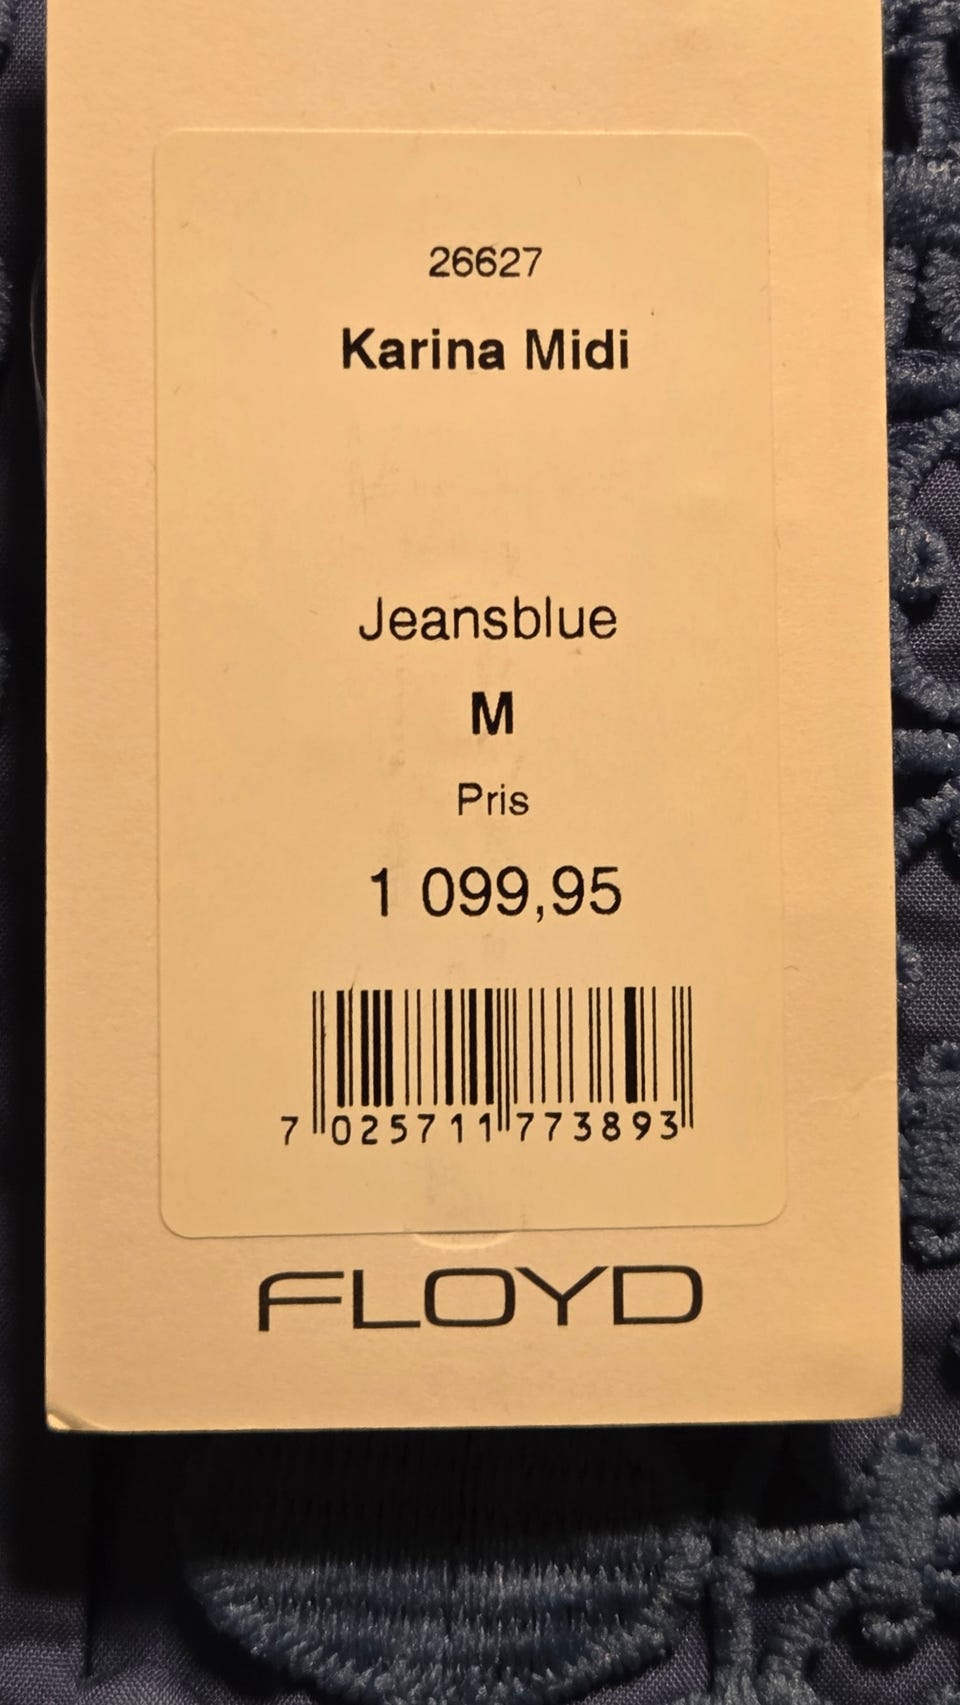 26627
Karina Midi
Jeansblue
M
Pris
1 099,95
7 025711 773893
FLOYD